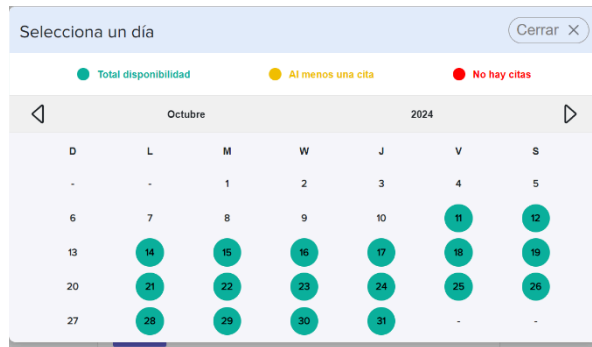 Selecciona un día Cerrar ×
Total disponibilidad Al menos una cita No hay citas
Octubre 2024
D L M W J V S
- - 1 2 3 4 5
6 7 8 9 10 11 12
13 14 15 16 17 18 19
20 21 22 23 24 25 26
27 28 29 30 31 - -